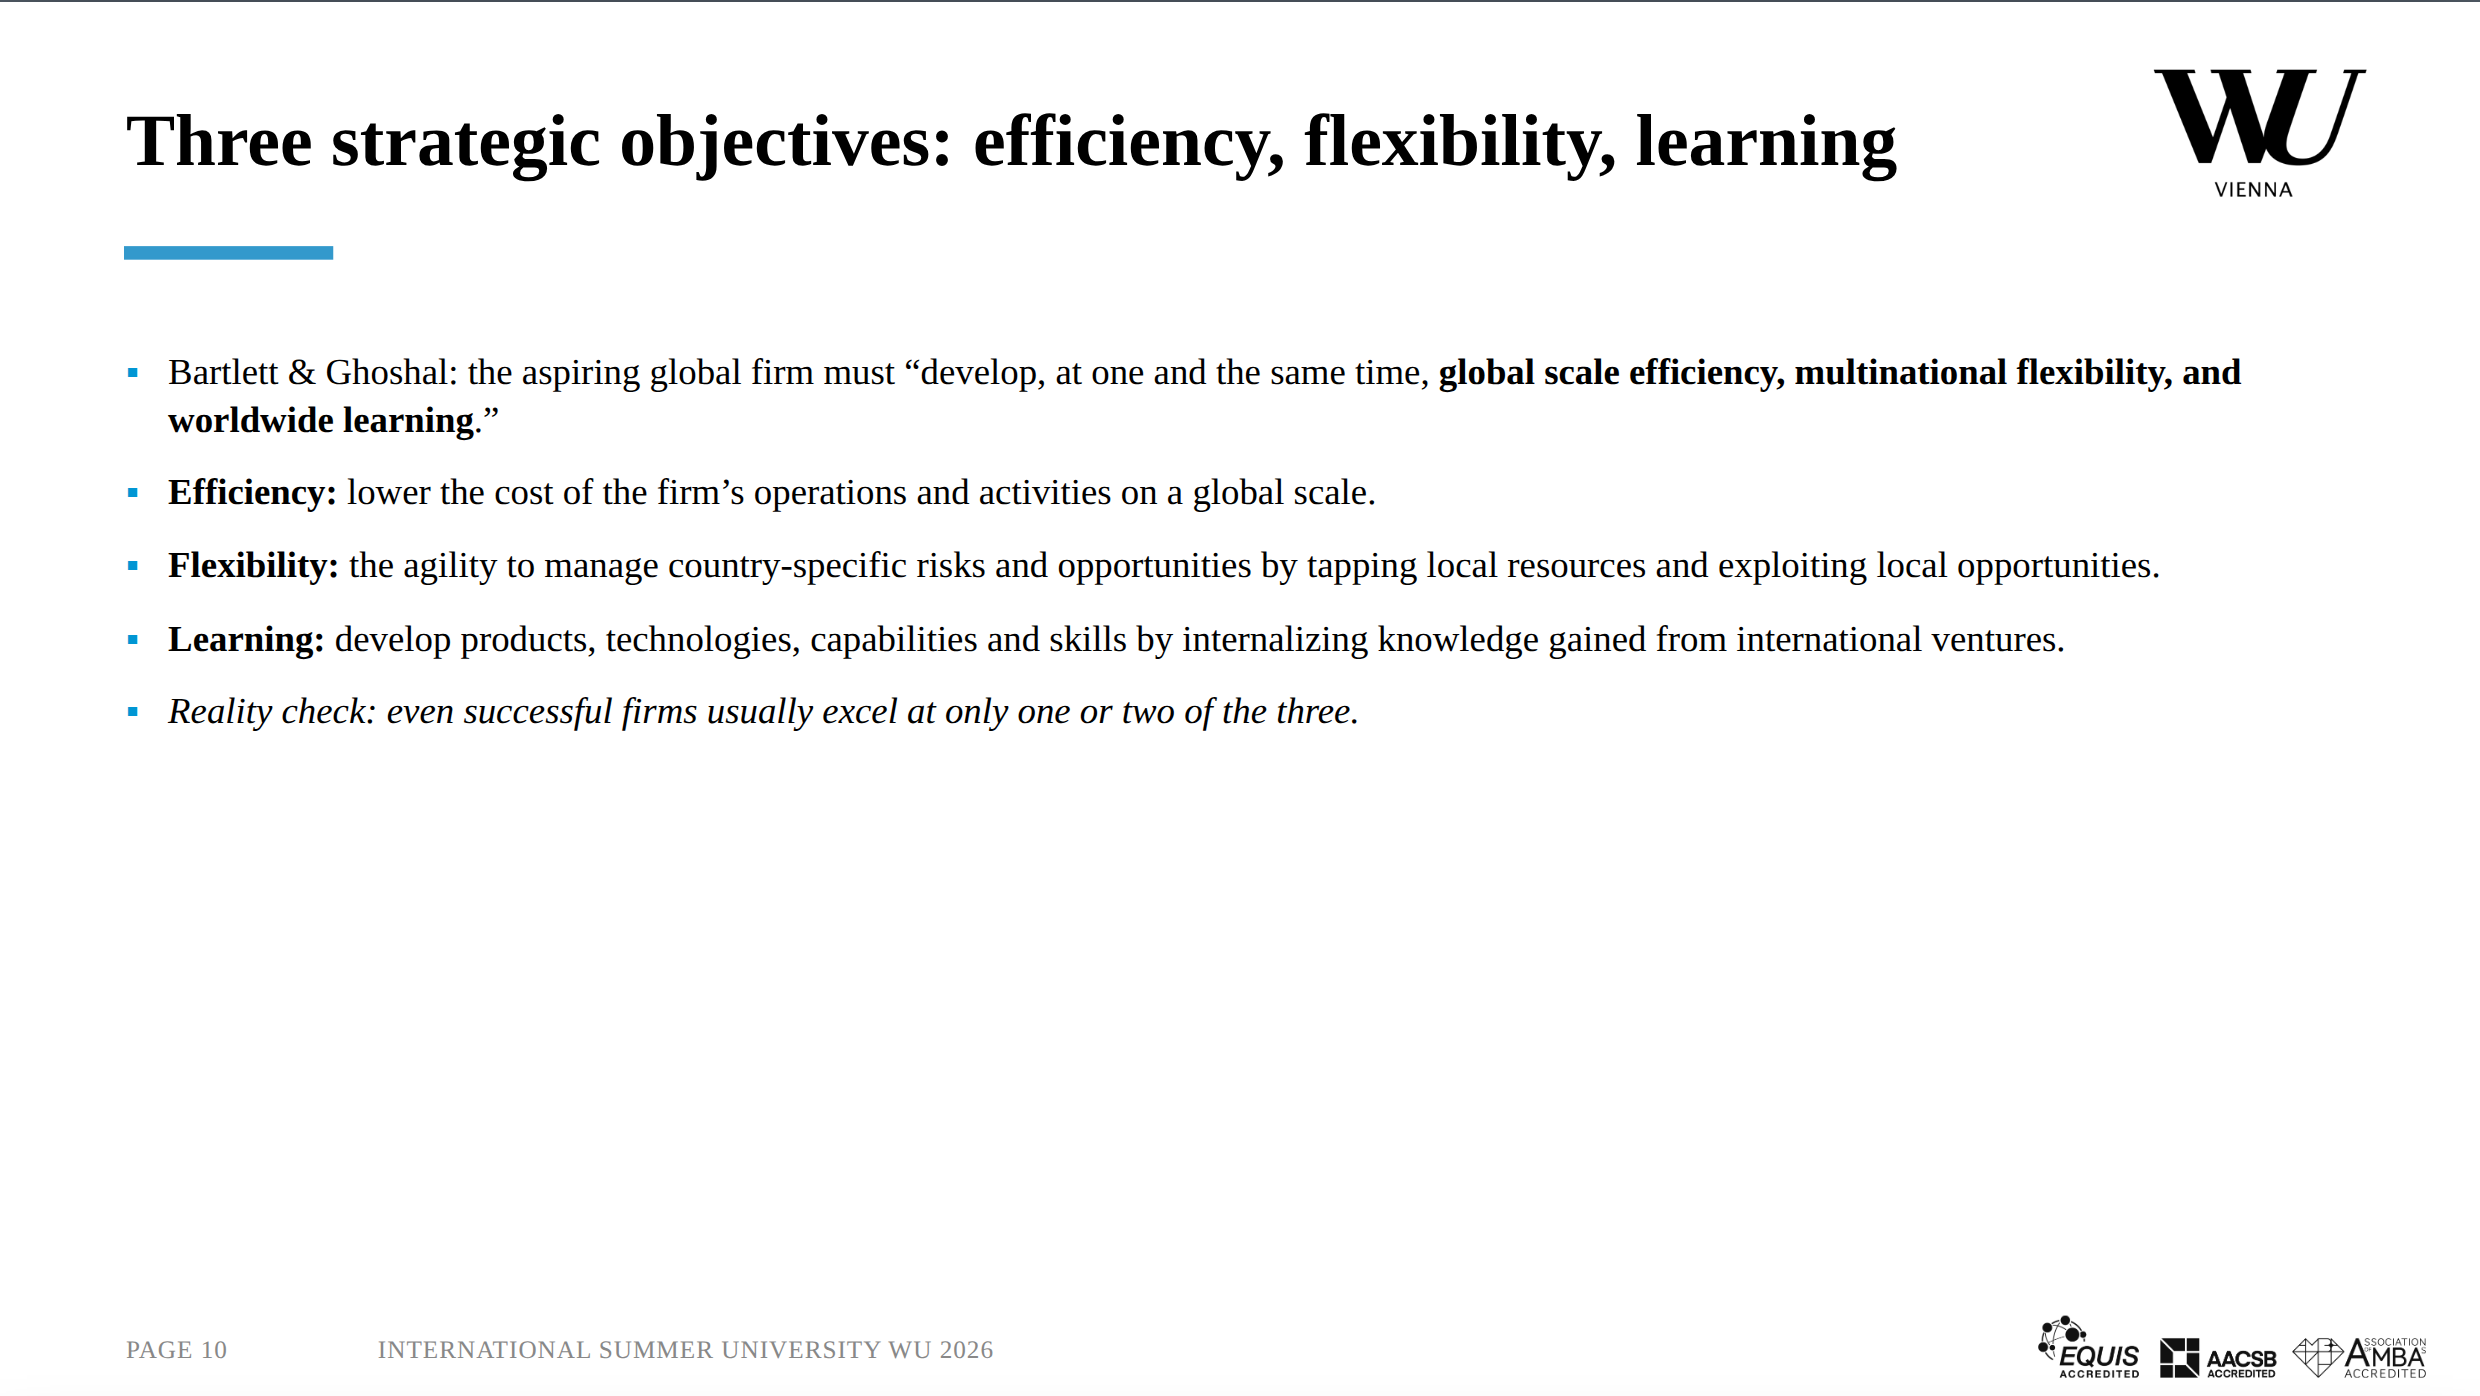 Three strategic objectives: efficiency, flexibility, learning
WU
VIENNA
▪ Bartlett & Ghoshal: the aspiring global firm must “develop, at one and the same time, global scale efficiency, multinational flexibility, and
worldwide learning.”
▪ Efficiency: lower the cost of the firm’s operations and activities on a global scale.
▪ Flexibility: the agility to manage country-specific risks and opportunities by tapping local resources and exploiting local opportunities.
▪ Learning: develop products, technologies, capabilities and skills by internalizing knowledge gained from international ventures.
▪ Reality check: even successful firms usually excel at only one or two of the three.
PAGE 10
INTERNATIONAL SUMMER UNIVERSITY WU 2026
EQUIS
ACCREDITED
AACSB
ACCREDITED
ASSOCIATION
OF MBAS
ACCREDITED